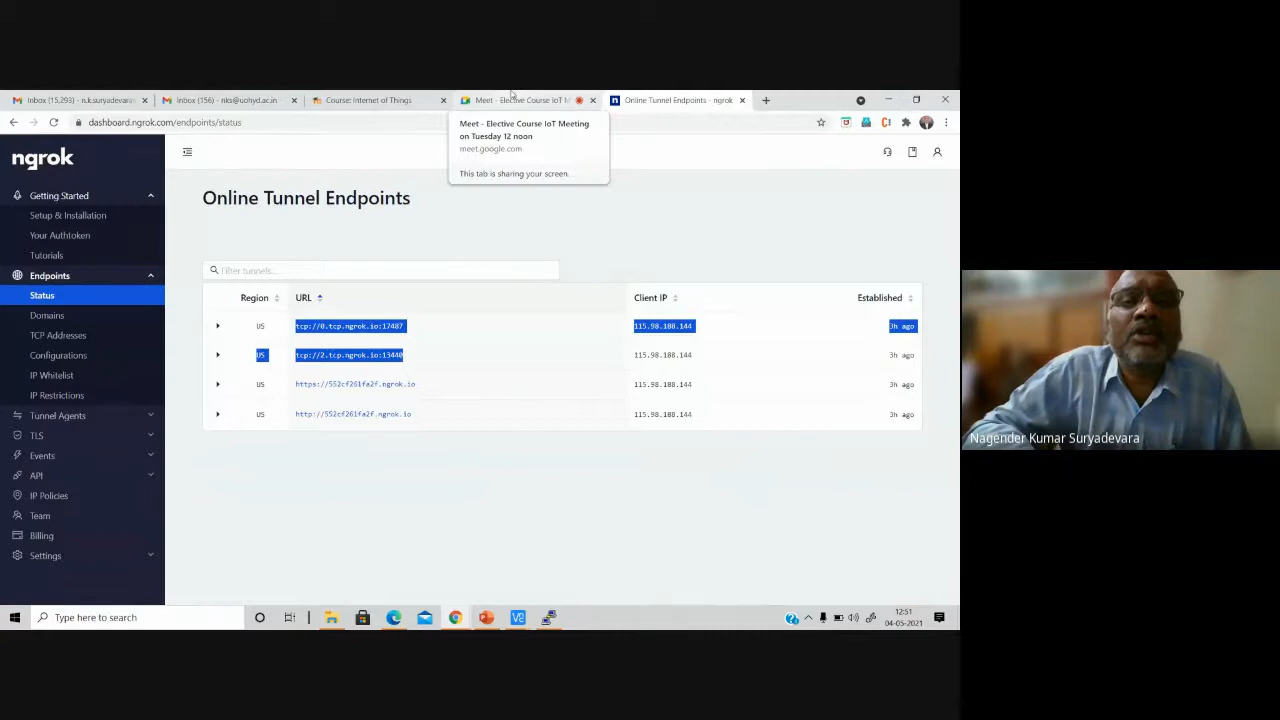 Inbox (15,293) - n.k.suryadevara
Inbox (156) - nks@uohyd.ac.in
Course: Internet of Things
Meet - Elective Course IoT M
Online Tunnel Endpoints - ngrok
dashboard.ngrok.com/endpoints/status
Meet - Elective Course IoT Meeting
on Tuesday 12 noon
meet.google.com
This tab is sharing your screen.
ngrok
Getting Started
Setup & Installation
Your Authtoken
Tutorials
Endpoints
Status
Domains
TCP Addresses
Configurations
IP Whitelist
IP Restrictions
Tunnel Agents
TLS
Events
API
IP Policies
Team
Billing
Settings
Online Tunnel Endpoints
Filter tunnels...
Region URL Client IP Established
US tcp://0.tcp.ngrok.io:17487 115.98.188.144 3h ago
US tcp://2.tcp.ngrok.io:13440 115.98.188.144 3h ago
US https://552cf261fa2f.ngrok.io 115.98.188.144 3h ago
US http://552cf261fa2f.ngrok.io 115.98.188.144 3h ago
Nagender Kumar Suryadevara
Type here to search
12:51
04-05-2021